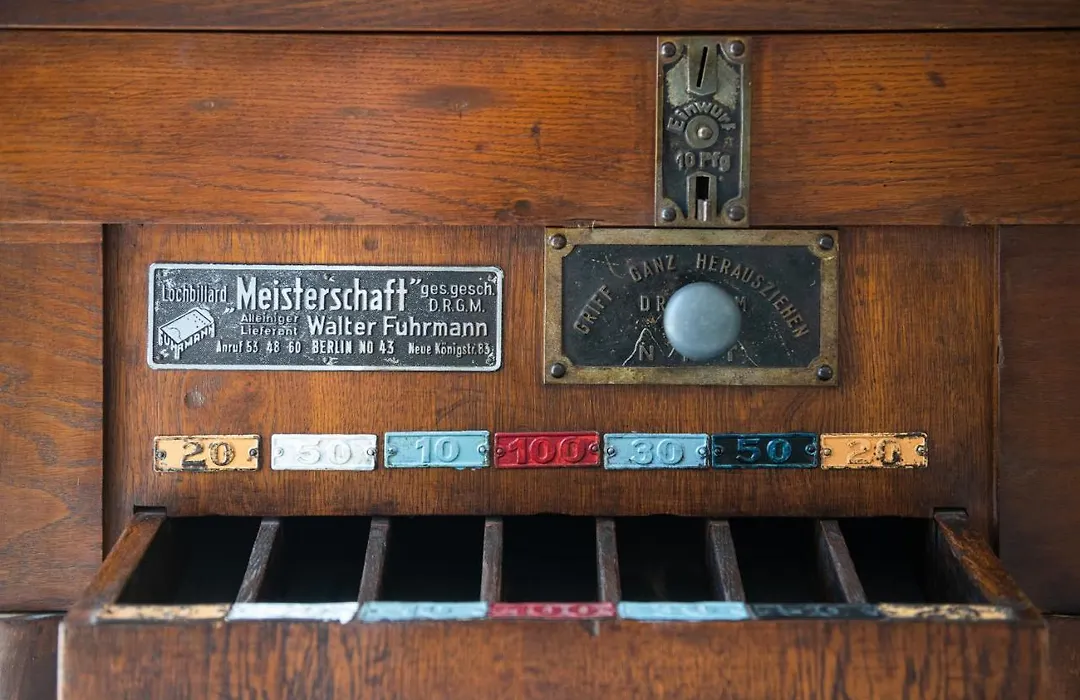 Einwurf
10 Pfg
Lochbillard „Meisterschaft" ges.gesch.
D.R.G.M.
Alleiniger
Lieferant Walter Fuhrmann
FUHRMANN
Anruf 53 48 60 BERLIN NO 43 Neue Königstr. 83
GRIFF GANZ HERAUSZIEHEN
20 50 10 100 30 50 20
100